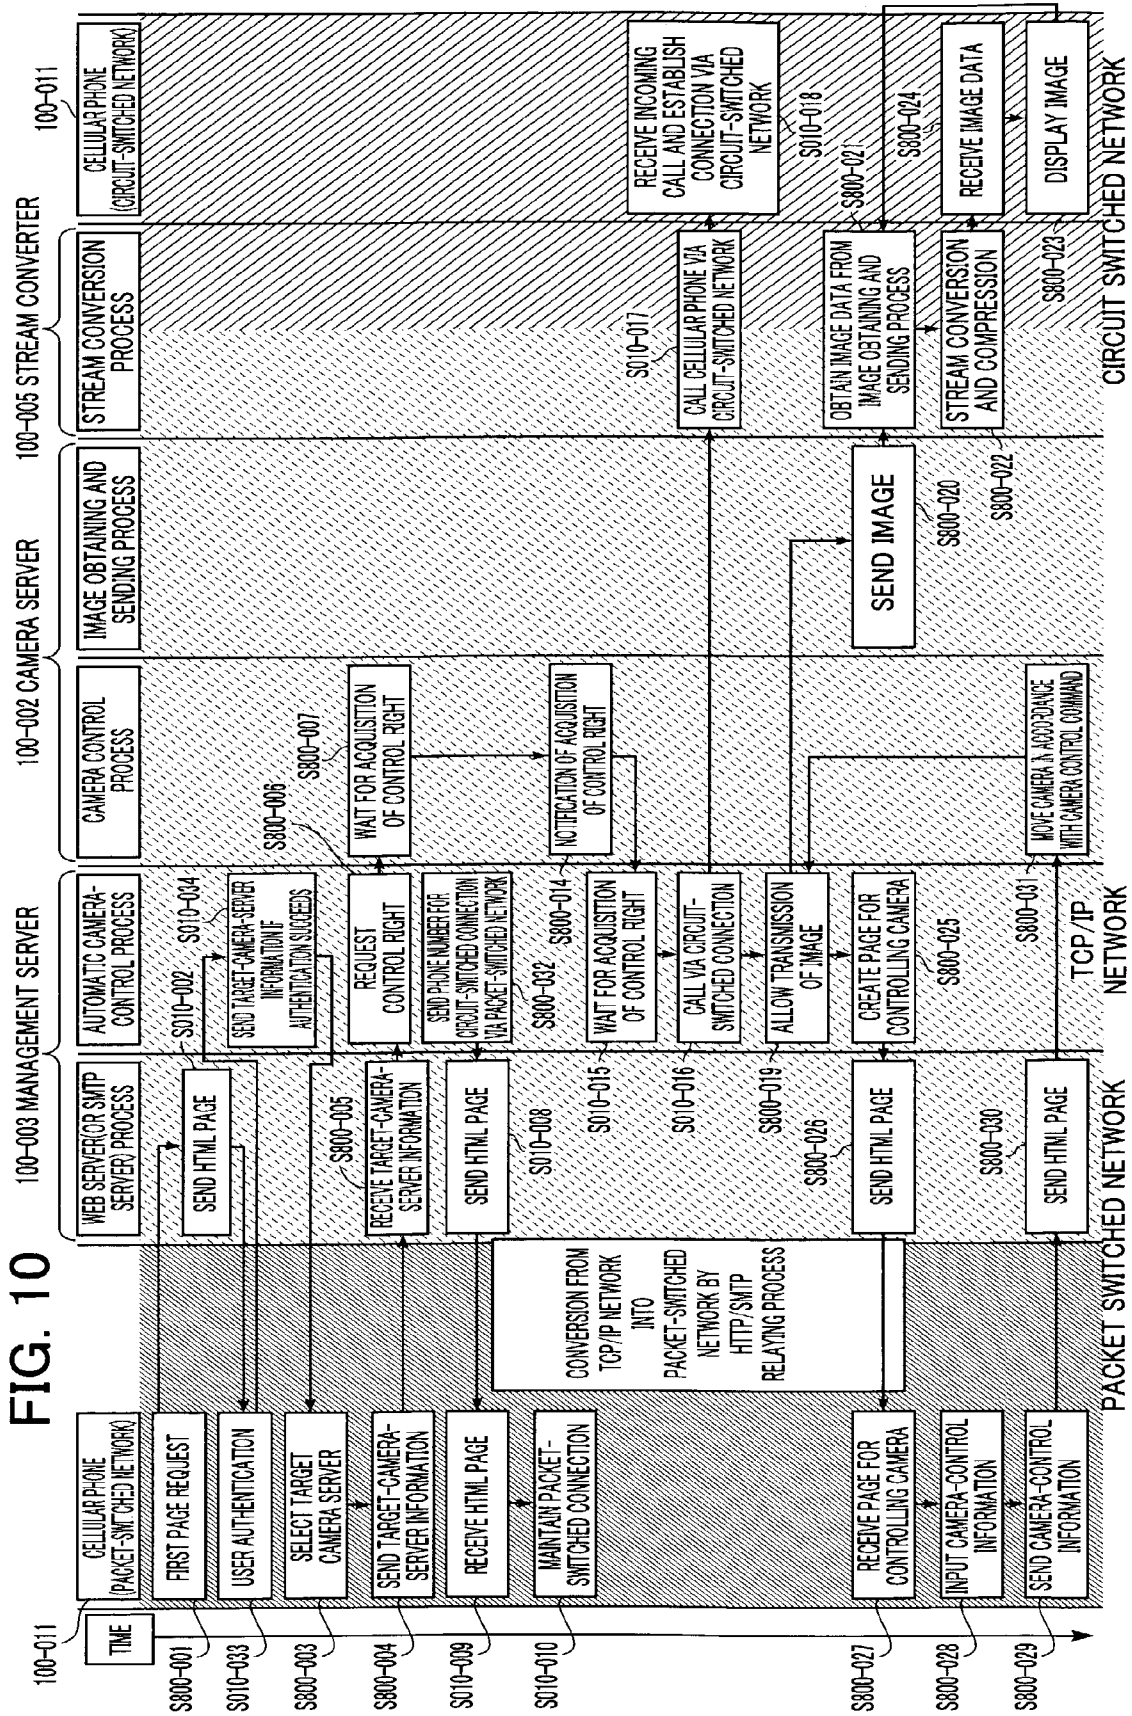 FIG. 10
TIME
100-011
CELLULAR PHONE
(PACKET-SWITCHED NETWORK)
100-003 MANAGEMENT SERVER
WEB SERVER(OR SMTP
SERVER) PROCESS
AUTOMATIC CAMERA-
CONTROL PROCESS
100-002 CAMERA SERVER
CAMERA CONTROL
PROCESS
IMAGE OBTAINING AND
SENDING PROCESS
100-005 STREAM CONVERTER
STREAM CONVERSION
PROCESS
100-011
CELLULAR PHONE
(CIRCUIT-SWITCHED NETWORK)
S800-001
FIRST PAGE REQUEST
SEND HTML PAGE
S010-002
S010-033
USER AUTHENTICATION
SEND TARGET-CAMERA-SERVER
INFORMATION IF
AUTHENTICATION SUCCEEDS
S010-034
S800-003
SELECT TARGET
CAMERA SERVER
S800-004
SEND TARGET-CAMERA-
SERVER INFORMATION
S800-005
RECEIVE TARGET-CAMERA-
SERVER INFORMATION
REQUEST
CONTROL RIGHT
S800-006
WAIT FOR ACQUISITION
OF CONTROL RIGHT
S800-007
SEND PHONE NUMBER FOR
CIRCUIT-SWITCHED CONNECTION
VIA PACKET-SWITCHED NETWORK
S800-032
SEND HTML PAGE
S010-008
S010-009
RECEIVE HTML PAGE
S010-010
MAINTAIN PACKET-
SWITCHED CONNECTION
CONVERSION FROM
TCP/IP NETWORK
INTO
PACKET-SWITCHED
NETWORK BY
HTTP/SMTP
RELAYING PROCESS
S800-014
NOTIFICATION OF ACQUISITION
OF CONTROL RIGHT
S010-015
WAIT FOR ACQUISITION
OF CONTROL RIGHT
S010-016
CALL VIA CIRCUIT-
SWITCHED CONNECTION
S010-017
CALL CELLULAR PHONE VIA
CIRCUIT-SWITCHED NETWORK
RECEIVE INCOMING
CALL AND ESTABLISH
CONNECTION VIA
CIRCUIT-SWITCHED
NETWORK
S010-018
S800-019
ALLOW TRANSMISSION
OF IMAGE
SEND IMAGE
S800-020
OBTAIN IMAGE DATA FROM
IMAGE OBTAINING AND
SENDING PROCESS
S800-021
STREAM CONVERSION
AND COMPRESSION
S800-022
RECEIVE IMAGE DATA
S800-024
DISPLAY IMAGE
S800-023
CREATE PAGE FOR
CONTROLLING CAMERA
S800-025
S800-026
SEND HTML PAGE
S800-027
RECEIVE PAGE FOR
CONTROLLING CAMERA
S800-028
INPUT CAMERA-CONTROL
INFORMATION
S800-029
SEND CAMERA-CONTROL
INFORMATION
S800-030
SEND HTML PAGE
S800-031
MOVE CAMERA IN ACCORDANCE
WITH CAMERA CONTROL COMMAND
PACKET SWITCHED NETWORK
TCP/IP
NETWORK
CIRCUIT SWITCHED NETWORK